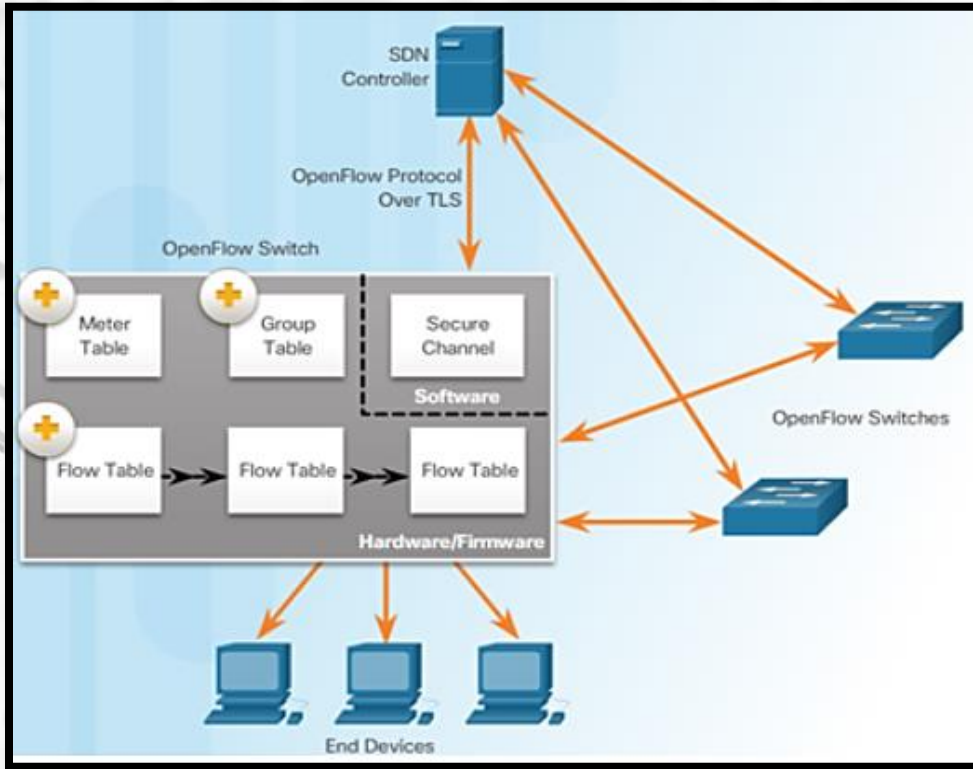 SDN
Controller
OpenFlow Protocol
Over TLS
OpenFlow Switch
Meter
Table
Group
Table
Secure
Channel
Software
OpenFlow Switches
Flow Table
Flow Table
Flow Table
Hardware/Firmware
End Devices